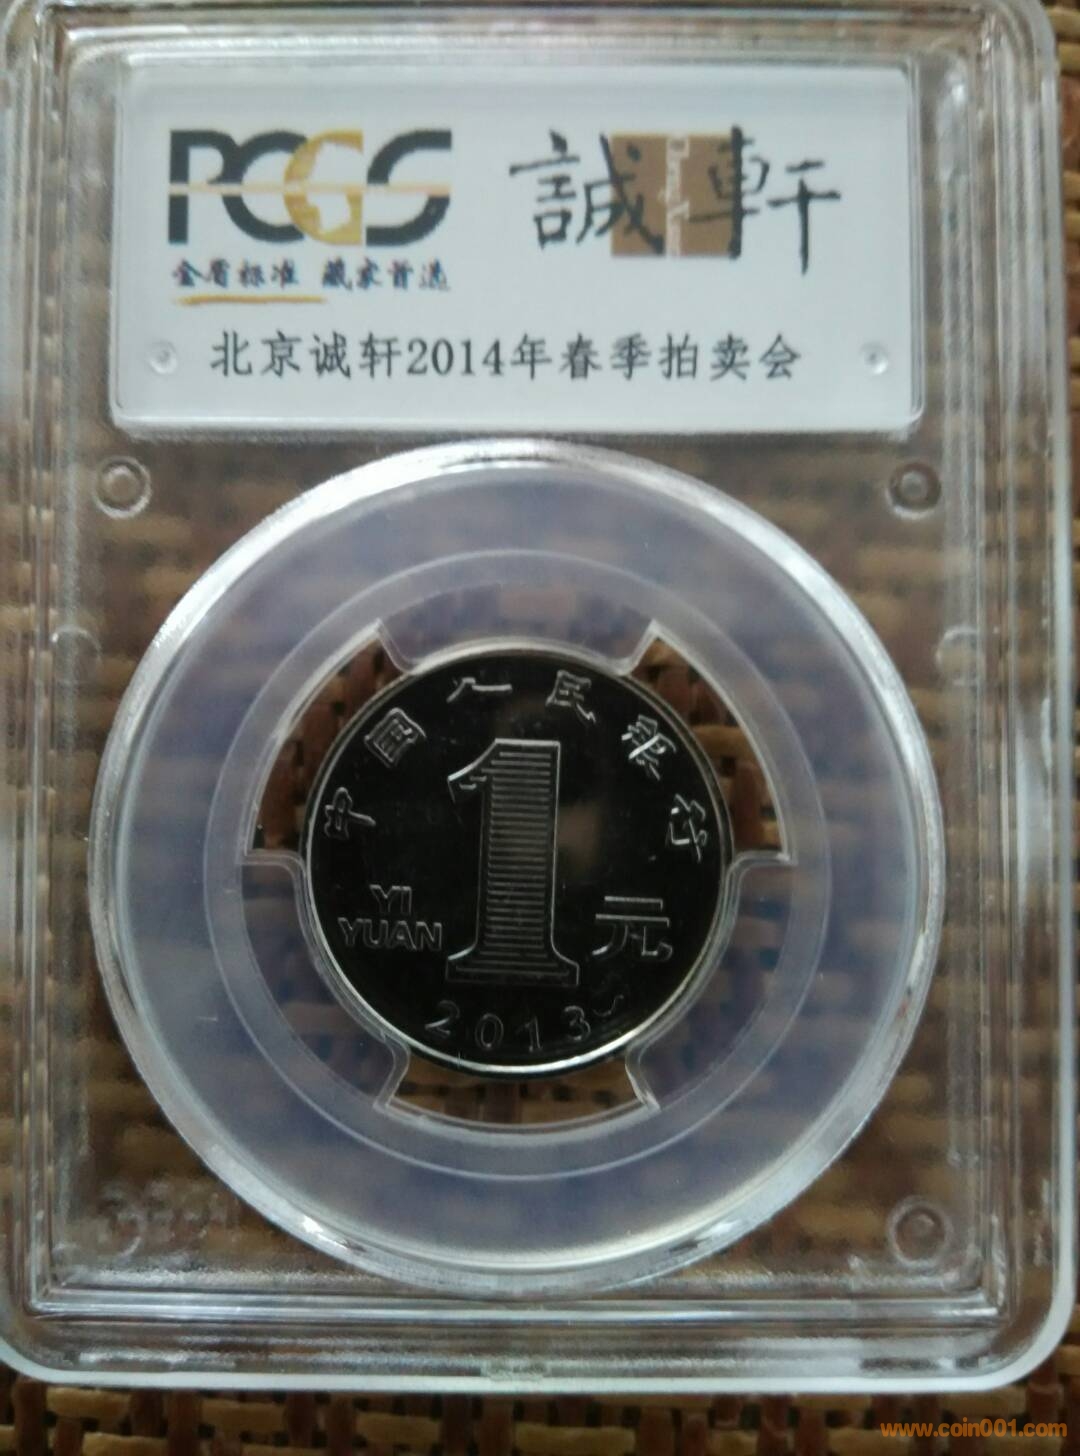 PCGS
金盾标准 藏家首选
誠軒
北京诚轩2014年春季拍卖会
中国人民银行
1
YI
YUAN
元
2013
www.coin001.com